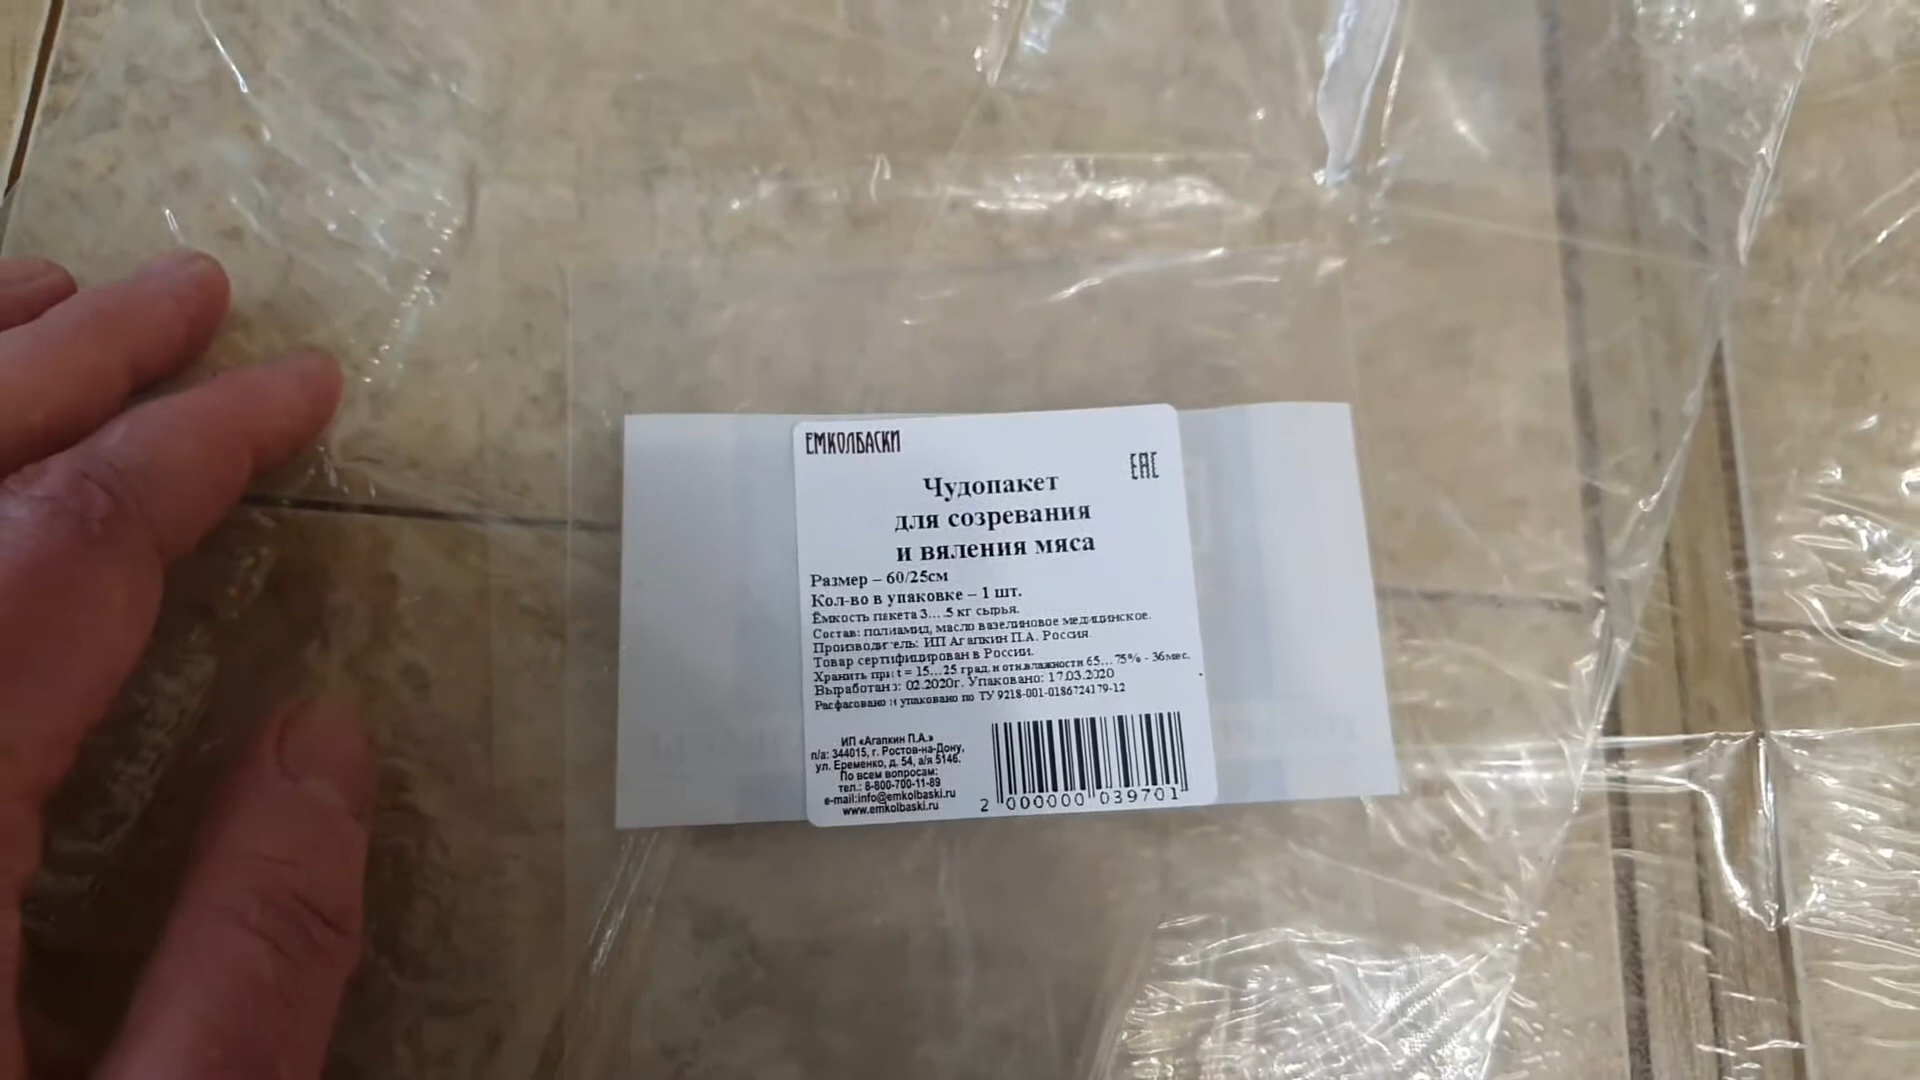 ЕМКОЛБАСКИ
ЕАС
Чудопакет
для созревания
и вяления мяса
Размер – 60/25см
Кол-во в упаковке – 1 шт.
Ёмкость пакета 3....5 кг сырья.
Состав: полиамид, масло вазелиновое медицинское.
Производитель: ИП Агапкин П.А. Россия.
Товар сертифицирован в России.
Хранить при t = 15...25 град. и отн.влажности 65...75% - 36мес.
Выработано: 02.2020г. Упаковано: 17.03.2020
Расфасовано и упаковано по ТУ 9218-001-0186724179-12
ИП «Агапкин П.А.»
п/а: 344015, г. Ростов-на-Дону,
ул. Еременко, д. 54, а/я 5146.
По всем вопросам:
тел.: 8-800-700-11-89
e-mail:info@emkolbaski.ru
www.emkolbaski.ru
2 000000 039701